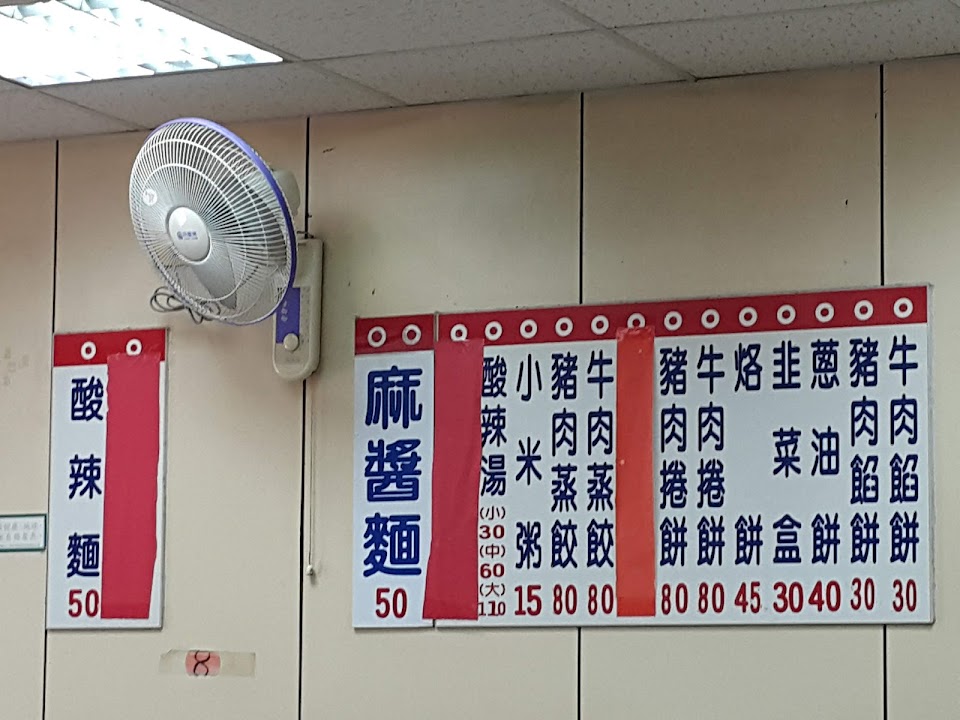 牛肉餡餅 30
豬肉餡餅 30
蔥油餅 40
韭菜盒 30
烙餅 45
牛肉捲餅 80
豬肉捲餅 80
牛肉蒸餃 80
豬肉蒸餃 80
小米粥 15
酸辣湯 (小) 30 (中) 60 (大) 110
麻醬麵 50
酸辣麵 50
8